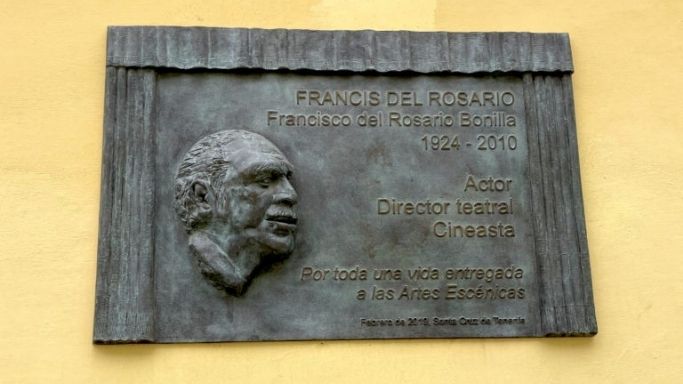 FRANCIS DEL ROSARIO
Francisco del Rosario Bonilla
1924 - 2010
Actor
Director teatral
Cineasta
Por toda una vida entregada
a las Artes Escénicas
Febrero de 2019, Santa Cruz de Tenerife